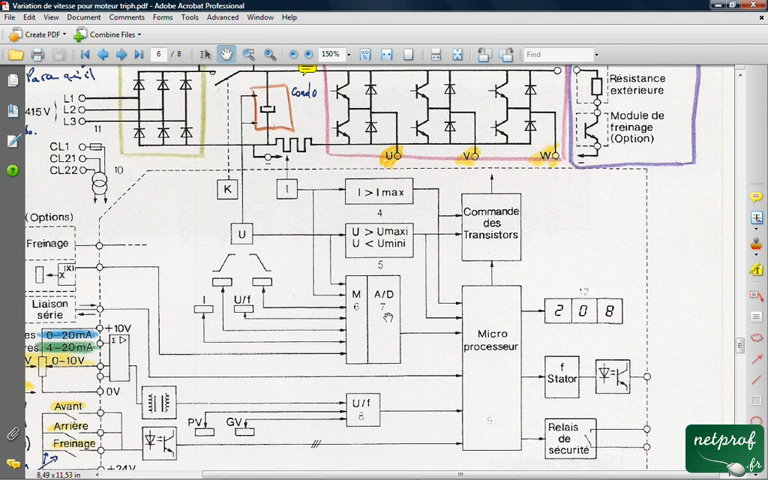 Variation de vitesse pour moteur triph.pdf - Adobe Acrobat Professional
File Edit View Document Comments Forms Tools Advanced Window Help
Create PDF Combine Files
6 / 8 150% Find
Para
Condo
Résistance
extérieure
415V L1
L2
L3
11
Module de
freinage
(Option)
U V W
CL1
CL21
CL22
10
K I
I > I max
4
Commande
des
Transistors
(Options)
U
U > Umaxi
U < Umini
5
Freinage
I U/f
M A/D
6 7
12
2 0 8
Liaison
série
Micro
processeur
+10V
0-20mA
4-20mA
0-10V
Σ
f
Stator
0V
U/f
8
Avant
Arrière
Freinage
PV GV
Relais
de
sécurité
+24V
8,49 x 11,53 in
netprof
.fr